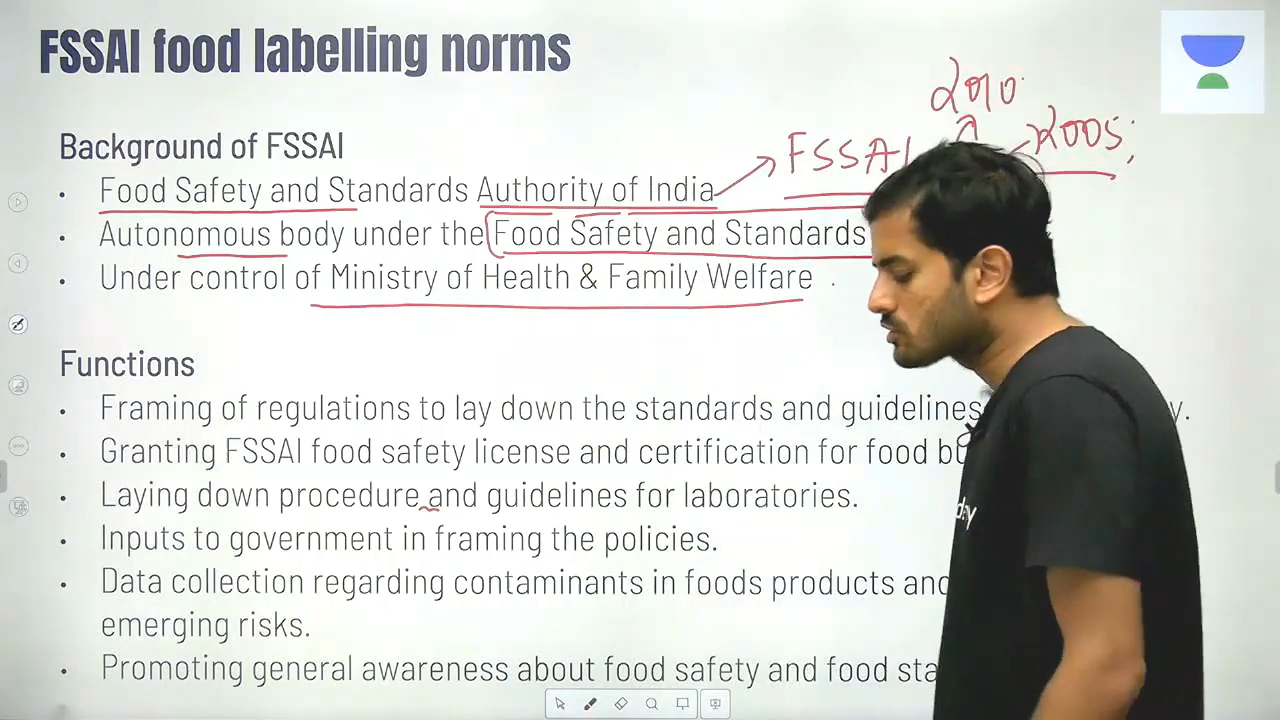 FSSAI food labelling norms
2010
2005;
Background of FSSAI
FSSAI
• Food Safety and Standards Authority of India
• Autonomous body under the Food Safety and Standards
• Under control of Ministry of Health & Family Welfare .
Functions
• Framing of regulations to lay down the standards and guidelines y.
• Granting FSSAI food safety license and certification for food
• Laying down procedure and guidelines for laboratories.
• Inputs to government in framing the policies.
• Data collection regarding contaminants in foods products and
emerging risks.
• Promoting general awareness about food safety and food